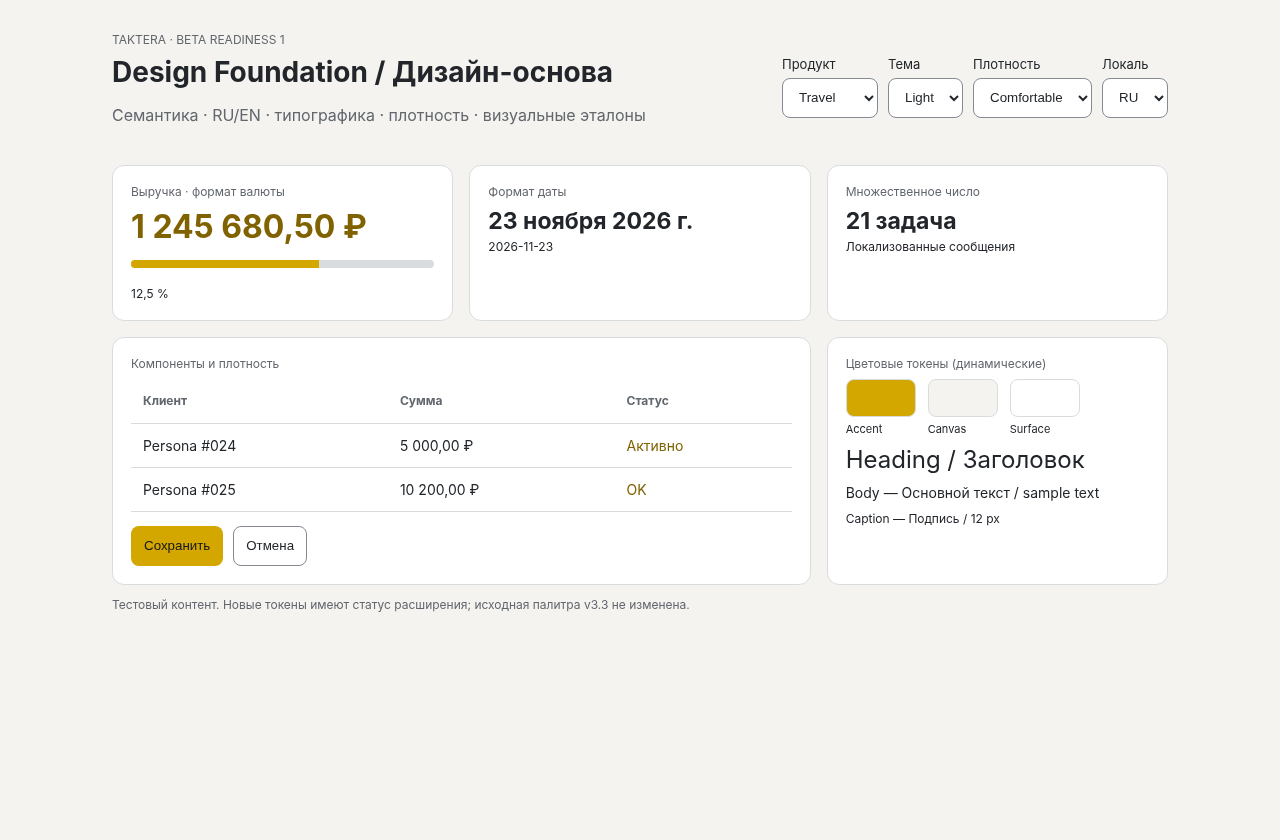 TAKTERA · BETA READINESS 1
Design Foundation / Дизайн-основа
Семантика · RU/EN · типографика · плотность · визуальные эталоны
Продукт Тема Плотность Локаль
Travel Light Comfortable RU
Выручка · формат валюты
1 245 680,50 ₽
12,5 %
Формат даты
23 ноября 2026 г.
2026-11-23
Множественное число
21 задача
Локализованные сообщения
Компоненты и плотность
Клиент Сумма Статус
Persona #024 5 000,00 ₽ Активно
Persona #025 10 200,00 ₽ OK
Сохранить Отмена
Цветовые токены (динамические)
Accent Canvas Surface
Heading / Заголовок
Body — Основной текст / sample text
Caption — Подпись / 12 px
Тестовый контент. Новые токены имеют статус расширения; исходная палитра v3.3 не изменена.